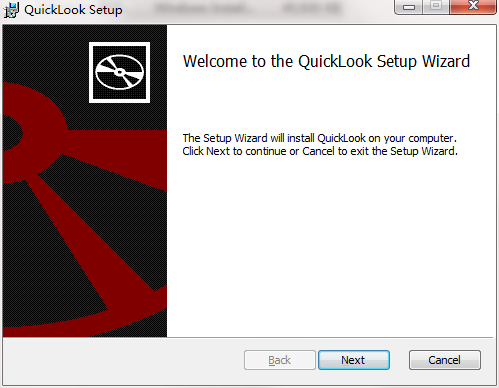 QuickLook Setup
Welcome to the QuickLook Setup Wizard
The Setup Wizard will install QuickLook on your computer.
Click Next to continue or Cancel to exit the Setup Wizard.
Back
Next
Cancel